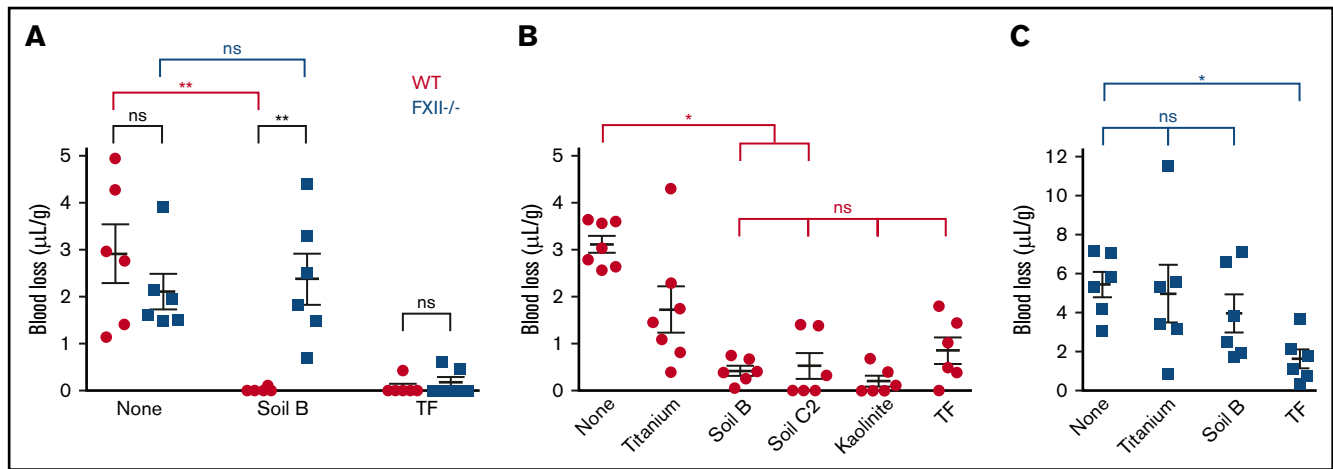 A
ns
**
ns
**
WT
FXII-/-
Blood loss (µL/g)
5
4
3
2
1
0
ns
None
Soil B
TF
B
*
ns
Blood loss (µL/g)
5
4
3
2
1
0
None
Titanium
Soil B
Soil C2
Kaolinite
TF
C
*
ns
Blood loss (µL/g)
12
10
8
6
4
2
0
None
Titanium
Soil B
TF